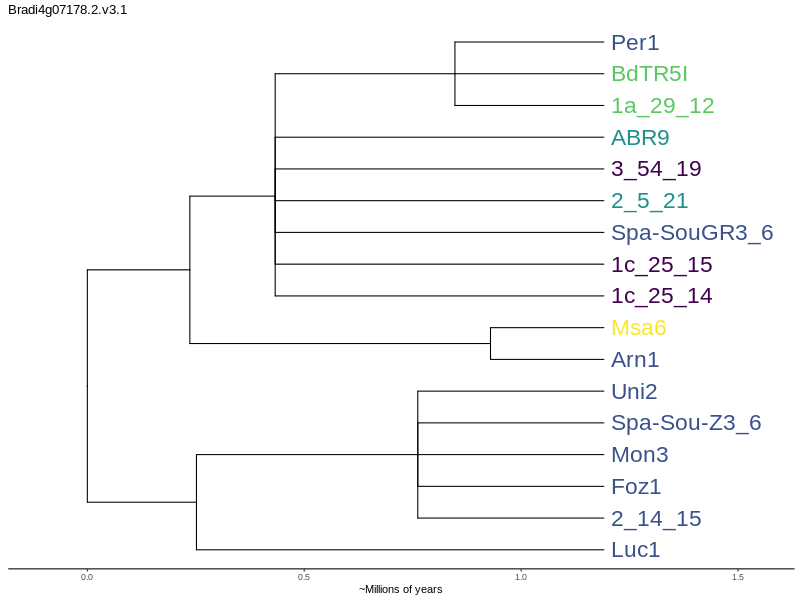 Bradi4g07178.2.v3.1
Per1
BdTR5I
1a_29_12
ABR9
3_54_19
2_5_21
Spa-SouGR3_6
1c_25_15
1c_25_14
Msa6
Arn1
Uni2
Spa-Sou-Z3_6
Mon3
Foz1
2_14_15
Luc1
0.0 0.5 1.0 1.5
~Millions of years